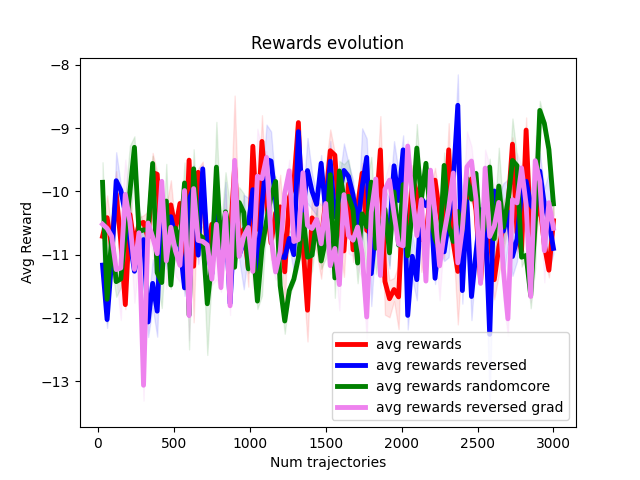 Rewards evolution
−8
−9
−10
−11
−12
−13
Avg Reward
avg rewards
avg rewards reversed
avg rewards randomcore
avg rewards reversed grad
0 500 1000 1500 2000 2500 3000
Num trajectories